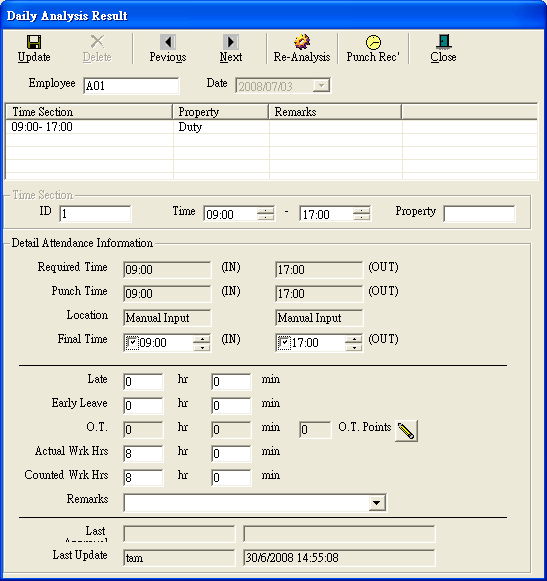 Daily Analysis Result
Update Delete Pevious Next Re-Analysis Punch Rec' Close
Employee A01 Date 2008/07/03
Time Section Property Remarks
09:00- 17:00 Duty
Time Section
ID 1 Time 09:00 - 17:00 Property
Detail Attendance Information
Required Time 09:00 (IN) 17:00 (OUT)
Punch Time 09:00 (IN) 17:00 (OUT)
Location Manual Input Manual Input
Final Time 09:00 (IN) 17:00 (OUT)
Late 0 hr 0 min
Early Leave 0 hr 0 min
O.T. 0 hr 0 min 0 O.T. Points
Actual Wrk Hrs 8 hr 0 min
Counted Wrk Hrs 8 hr 0 min
Remarks
Last
Last Update tam 30/6/2008 14:55:08